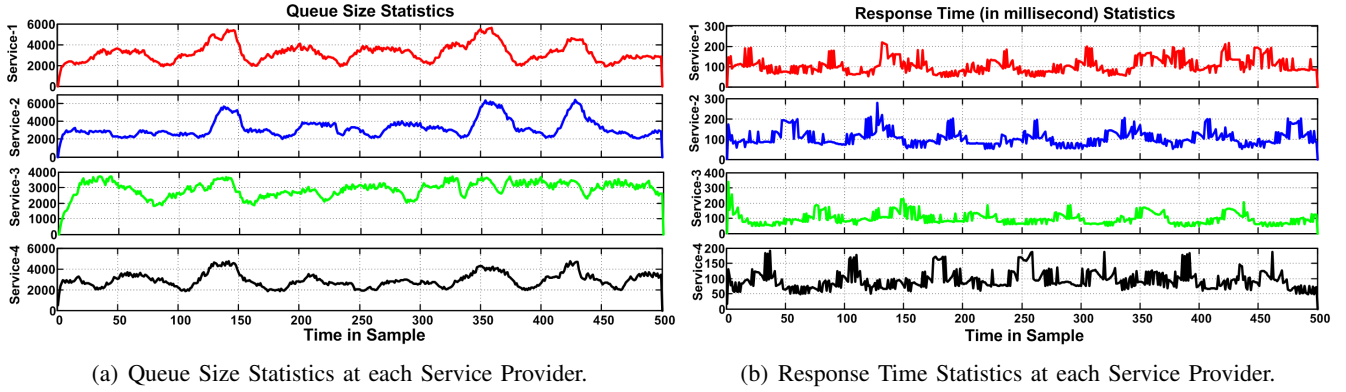 Queue Size Statistics
Service-1
6000
4000
2000
0
Service-2
6000
4000
2000
0
Service-3
4000
3000
2000
1000
0
Service-4
6000
4000
2000
0
0 50 100 150 200 250 300 350 400 450 500
Time in Sample
(a) Queue Size Statistics at each Service Provider.
Response Time (in millisecond) Statistics
Service-1
300
200
100
0
Service-2
300
200
100
0
Service-3
400
300
200
100
0
Service-4
200
150
100
50
0
0 50 100 150 200 250 300 350 400 450 500
Time in Sample
(b) Response Time Statistics at each Service Provider.